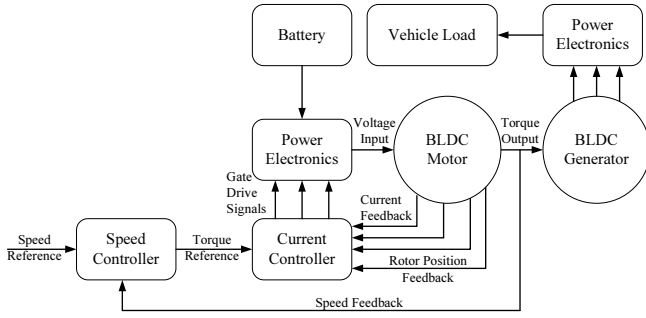 Battery
Vehicle Load
Power
Electronics
Power
Electronics
Voltage
Input
BLDC
Motor
Torque
Output
BLDC
Generator
Gate
Drive
Signals
Current
Feedback
Speed
Reference
Speed
Controller
Torque
Reference
Current
Controller
Rotor Position
Feedback
Speed Feedback